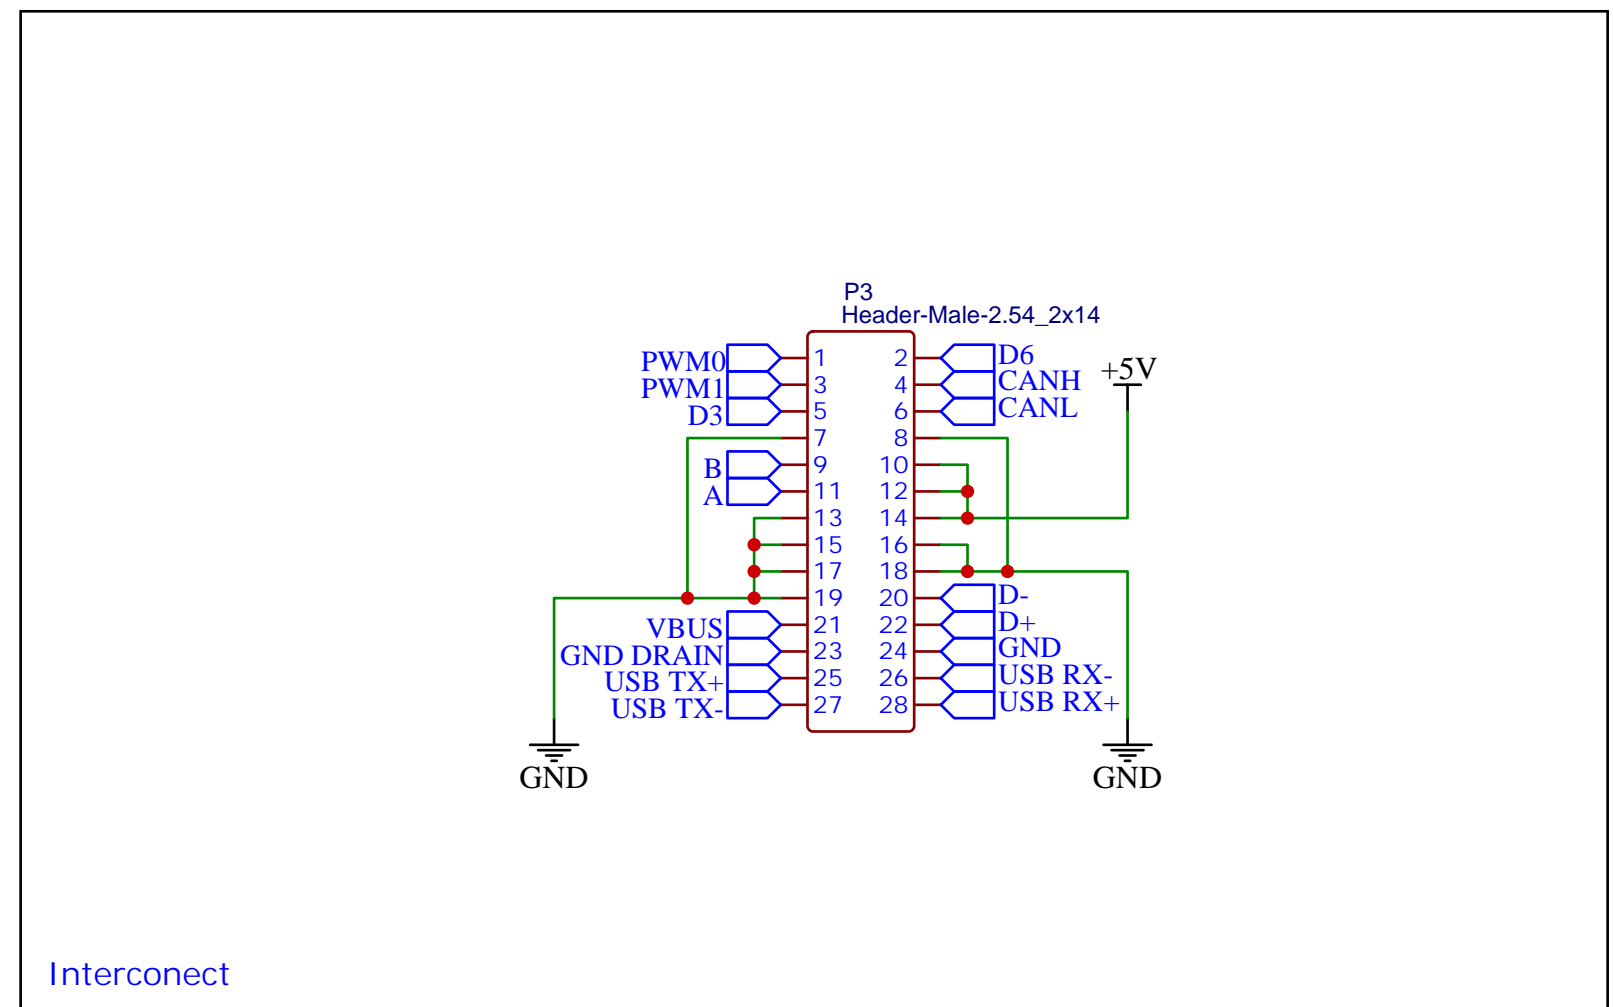 P3
Header-Male-2.54_2x14
PWM0 1 2 D6
+5V
PWM1 3 4 CANH
D3 5 6 CANL
7 8
B 9 10
A 11 12
13 14
15 16
17 18
19 20 D-
VBUS 21 22 D+
GND DRAIN 23 24 GND
USB TX+ 25 26 USB RX-
USB TX- 27 28 USB RX+
GND GND
Interconect